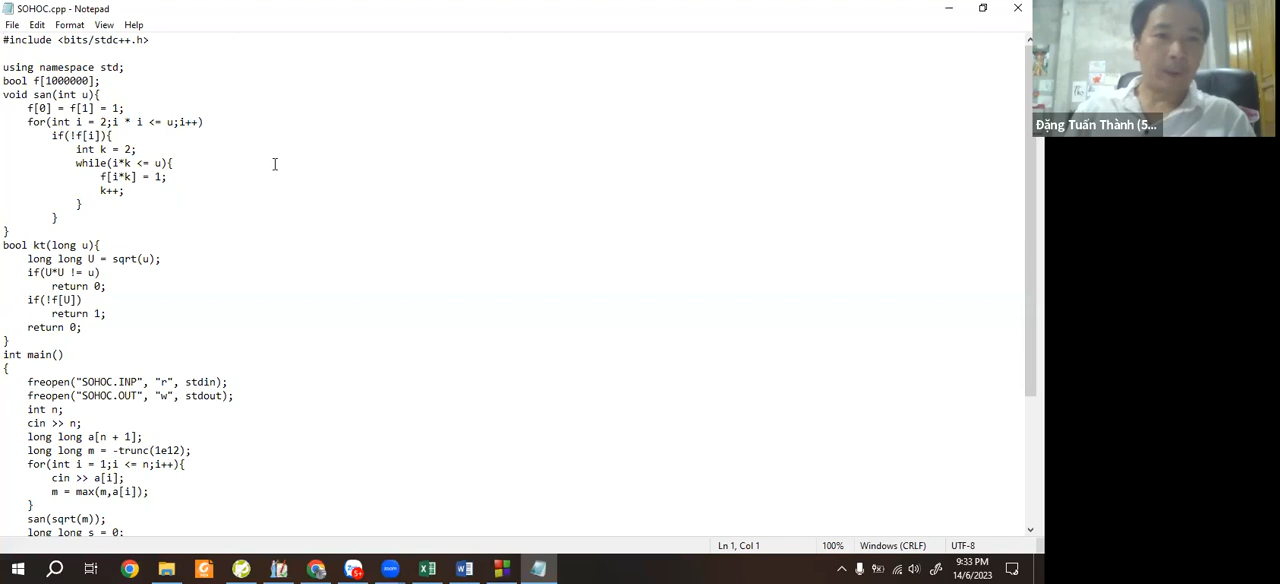 SOHOC.cpp - Notepad
File Edit Format View Help
#include <bits/stdc++.h>
using namespace std;
bool f[1000000];
void san(int u){
f[0] = f[1] = 1;
for(int i = 2;i * i <= u;i++)
if(!f[i]){
int k = 2;
while(i*k <= u){
f[i*k] = 1;
k++;
}
}
}
bool kt(long u){
long long U = sqrt(u);
if(U*U != u)
return 0;
if(!f[U])
return 1;
return 0;
}
int main()
{
freopen("SOHOC.INP", "r", stdin);
freopen("SOHOC.OUT", "w", stdout);
int n;
cin >> n;
long long a[n + 1];
long long m = -trunc(1e12);
for(int i = 1;i <= n;i++){
cin >> a[i];
m = max(m,a[i]);
}
san(sqrt(m));
long long s = 0;
Ln 1, Col 1 100% Windows (CRLF) UTF-8
Đặng Tuấn Thành (5...
9:33 PM
14/6/2023